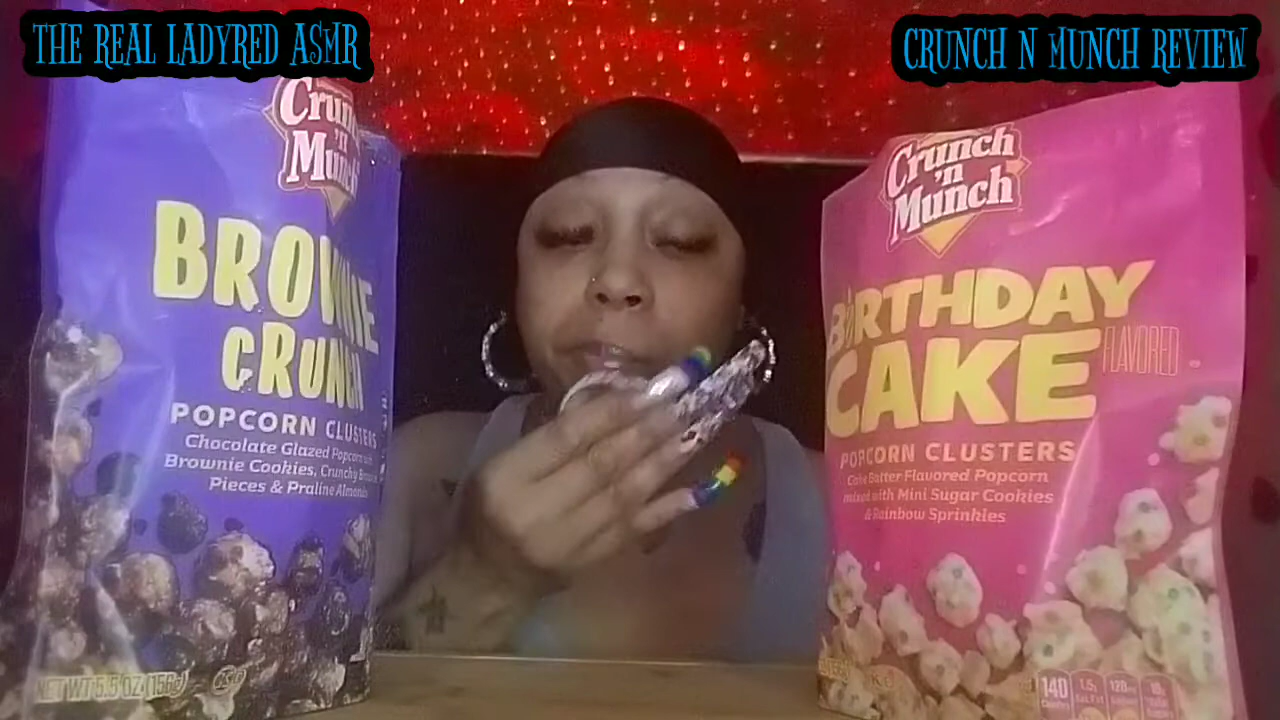 THE REAL LADYRED ASMR
CRUNCH N MUNCH REVIEW
Crun
'n
Munch
BROWNIE
CRUNCH
POPCORN CLUSTERS
Chocolate Glazed Popcorn with
Brownie Cookies, Crunchy Brownie
Pieces & Praline Almonds
NET WT 5.5 OZ (156g)
Crunch
'n
Munch
BIRTHDAY
CAKE FLAVORED
POPCORN CLUSTERS
Cake Batter Flavored Popcorn
mixed with Mini Sugar Cookies
& Rainbow Sprinkles
140